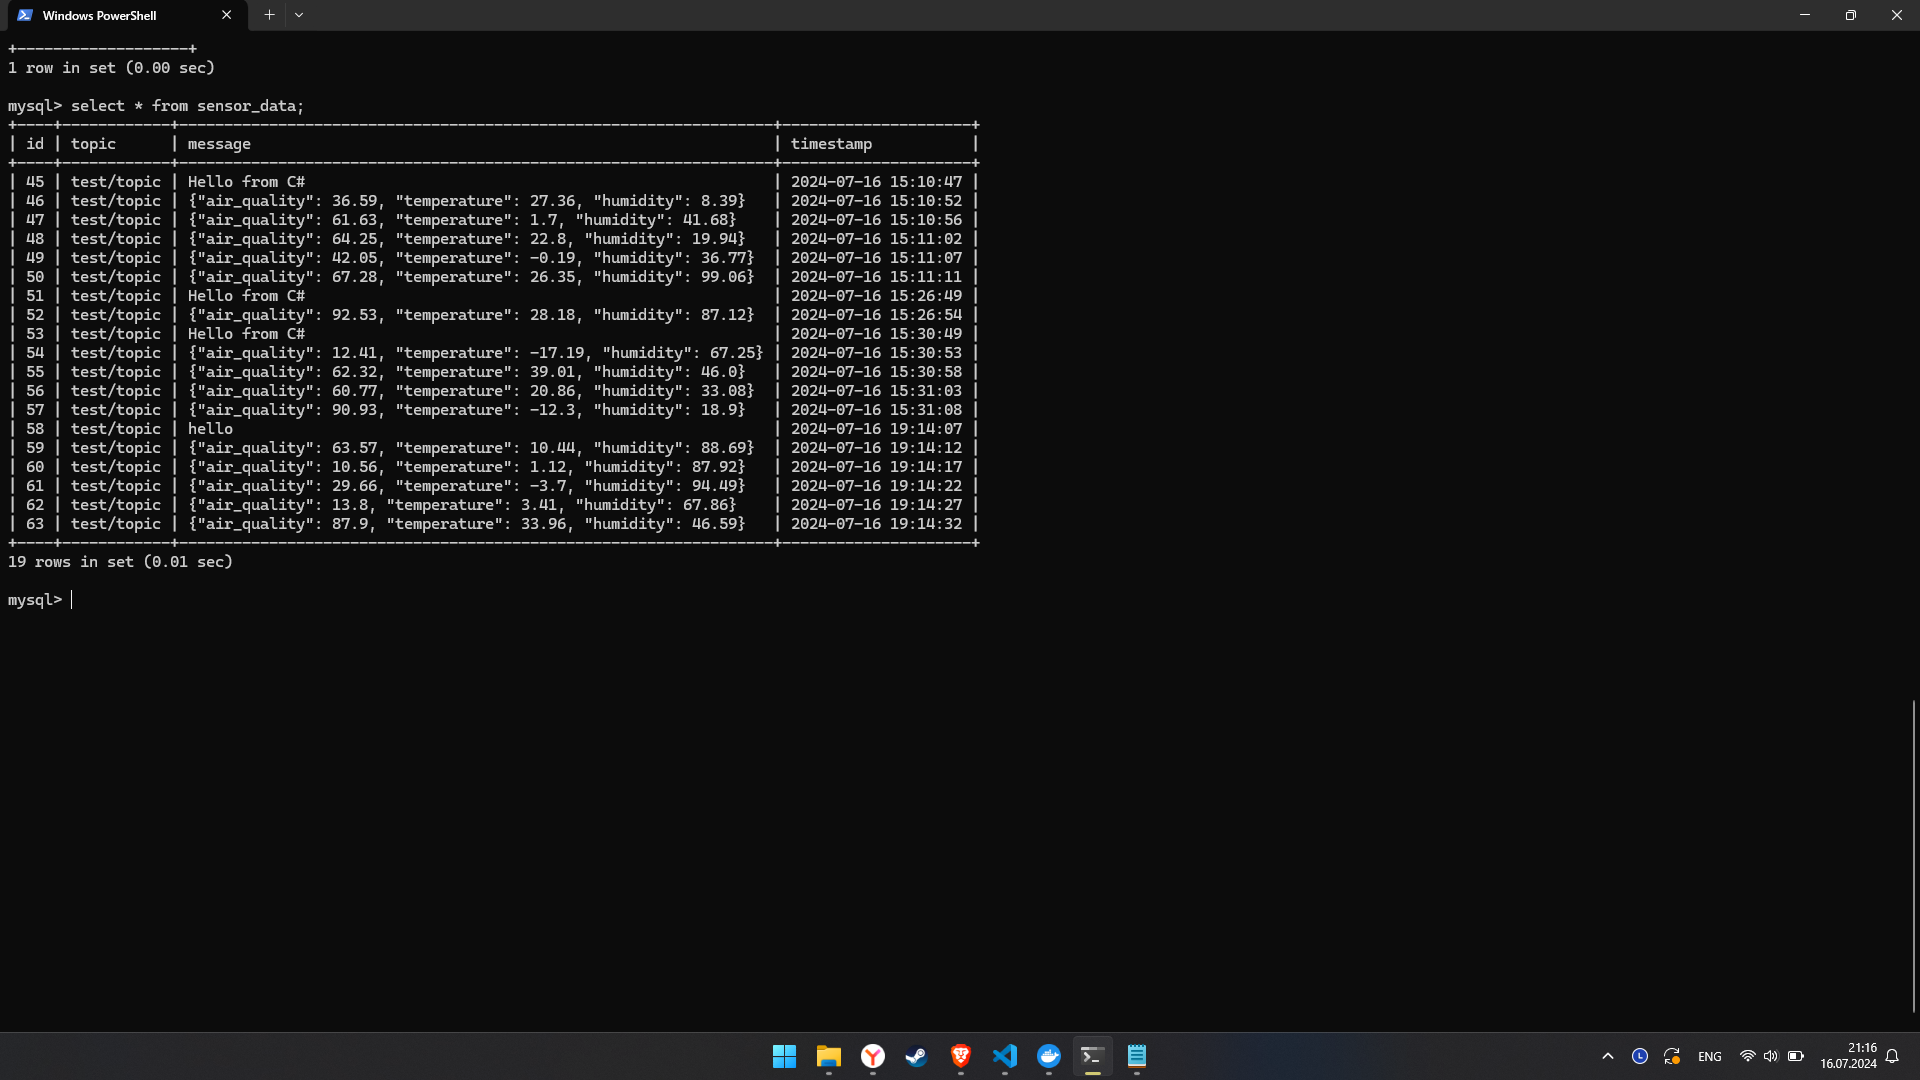 Windows PowerShell
+-------------------+
1 row in set (0.00 sec)
mysql> select * from sensor_data;
+----+------------+------------------------------------------------------------------+---------------------+
| id | topic      | message                                                          | timestamp           |
+----+------------+------------------------------------------------------------------+---------------------+
| 45 | test/topic | Hello from C#                                                    | 2024-07-16 15:10:47 |
| 46 | test/topic | {"air_quality": 36.59, "temperature": 27.36, "humidity": 8.39}   | 2024-07-16 15:10:52 |
| 47 | test/topic | {"air_quality": 61.63, "temperature": 1.7, "humidity": 41.68}    | 2024-07-16 15:10:56 |
| 48 | test/topic | {"air_quality": 64.25, "temperature": 22.8, "humidity": 19.94}   | 2024-07-16 15:11:02 |
| 49 | test/topic | {"air_quality": 42.05, "temperature": -0.19, "humidity": 36.77}  | 2024-07-16 15:11:07 |
| 50 | test/topic | {"air_quality": 67.28, "temperature": 26.35, "humidity": 99.06}  | 2024-07-16 15:11:11 |
| 51 | test/topic | Hello from C#                                                    | 2024-07-16 15:26:49 |
| 52 | test/topic | {"air_quality": 92.53, "temperature": 28.18, "humidity": 87.12}  | 2024-07-16 15:26:54 |
| 53 | test/topic | Hello from C#                                                    | 2024-07-16 15:30:49 |
| 54 | test/topic | {"air_quality": 12.41, "temperature": -17.19, "humidity": 67.25} | 2024-07-16 15:30:53 |
| 55 | test/topic | {"air_quality": 62.32, "temperature": 39.01, "humidity": 46.0}   | 2024-07-16 15:30:58 |
| 56 | test/topic | {"air_quality": 60.77, "temperature": 20.86, "humidity": 33.08}  | 2024-07-16 15:31:03 |
| 57 | test/topic | {"air_quality": 90.93, "temperature": -12.3, "humidity": 18.9}   | 2024-07-16 15:31:08 |
| 58 | test/topic | hello                                                            | 2024-07-16 19:14:07 |
| 59 | test/topic | {"air_quality": 63.57, "temperature": 10.44, "humidity": 88.69}  | 2024-07-16 19:14:12 |
| 60 | test/topic | {"air_quality": 10.56, "temperature": 1.12, "humidity": 87.92}   | 2024-07-16 19:14:17 |
| 61 | test/topic | {"air_quality": 29.66, "temperature": -3.7, "humidity": 94.49}   | 2024-07-16 19:14:22 |
| 62 | test/topic | {"air_quality": 13.8, "temperature": 3.41, "humidity": 67.86}    | 2024-07-16 19:14:27 |
| 63 | test/topic | {"air_quality": 87.9, "temperature": 33.96, "humidity": 46.59}   | 2024-07-16 19:14:32 |
+----+------------+------------------------------------------------------------------+---------------------+
19 rows in set (0.01 sec)
mysql>
ENG
21:16
16.07.2024